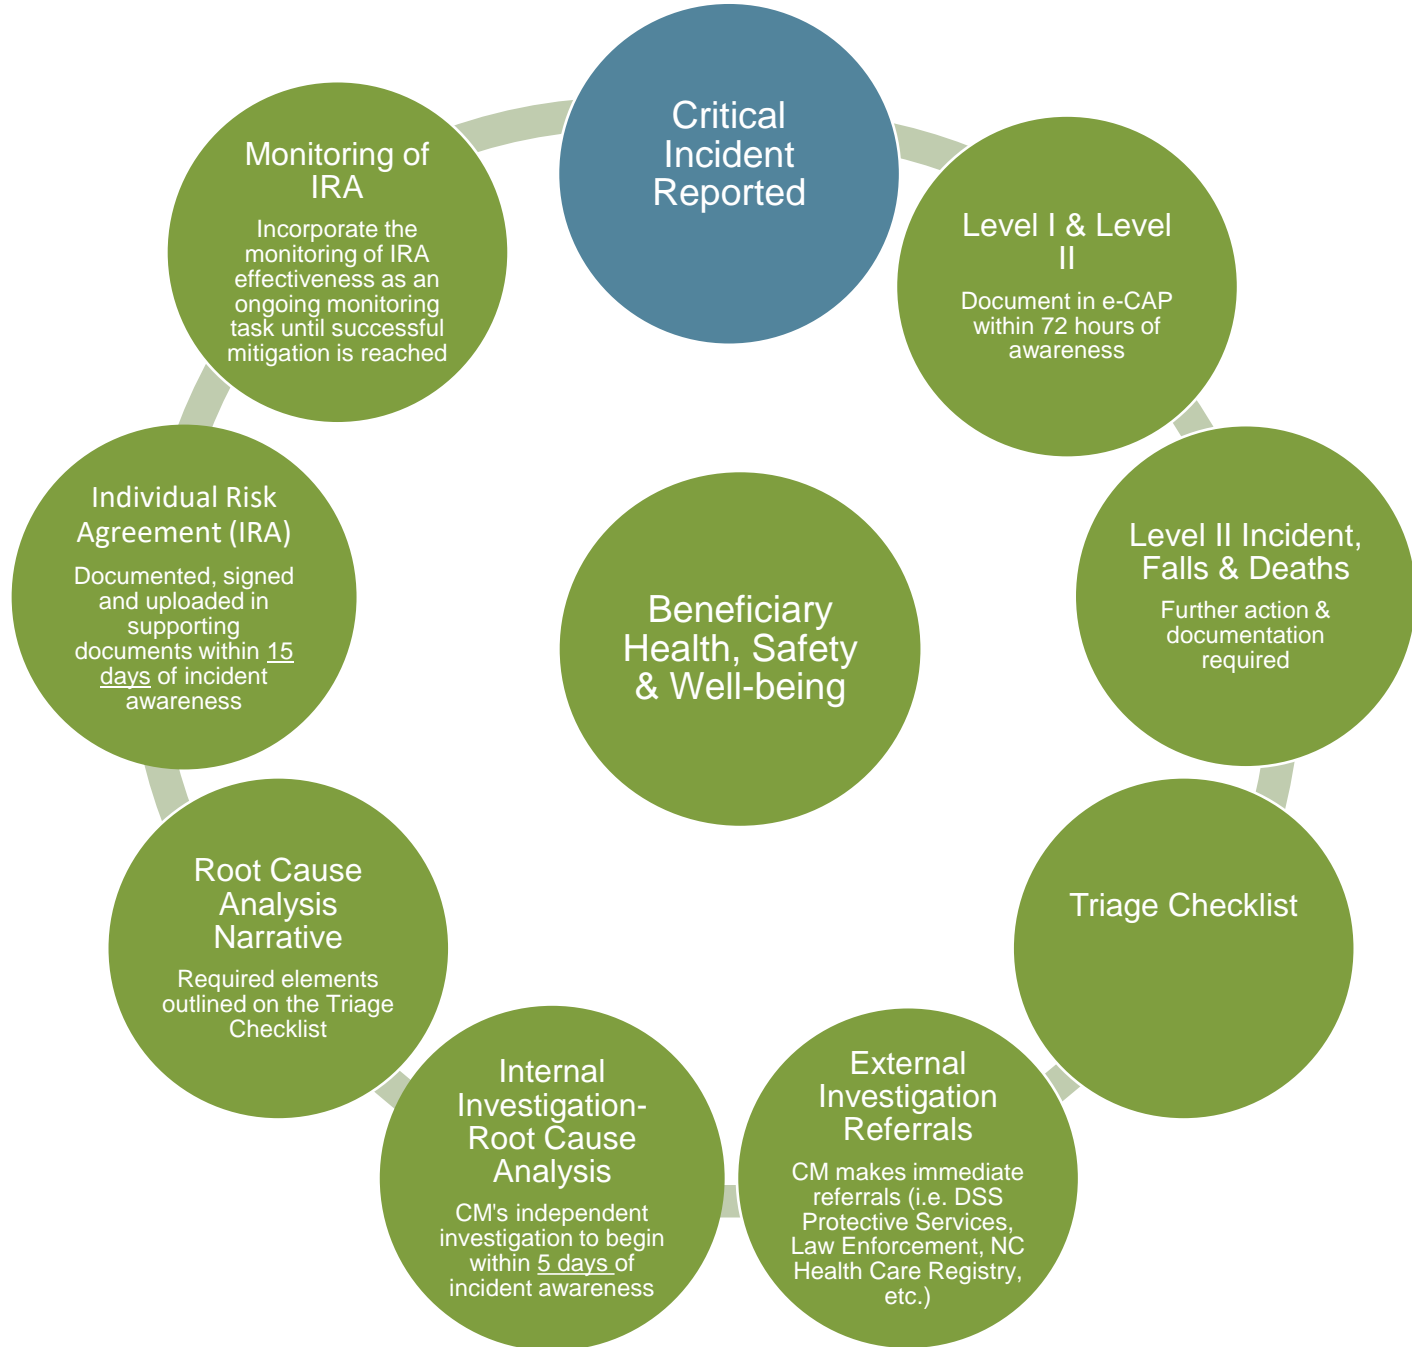 Critical
Incident
Reported
Level I & Level
II
Document in e-CAP
within 72 hours of
awareness
Level II Incident,
Falls & Deaths
Further action &
documentation
required
Triage Checklist
External
Investigation
Referrals
CM makes immediate
referrals (i.e. DSS
Protective Services,
Law Enforcement, NC
Health Care Registry,
etc.)
Internal
Investigation-
Root Cause
Analysis
CM's independent
investigation to begin
within 5 days of
incident awareness
Root Cause
Analysis
Narrative
Required elements
outlined on the Triage
Checklist
Individual Risk
Agreement (IRA)
Documented, signed
and uploaded in
supporting
documents within 15
days of incident
awareness
Monitoring of
IRA
Incorporate the
monitoring of IRA
effectiveness as an
ongoing monitoring
task until successful
mitigation is reached
Beneficiary
Health, Safety
& Well-being